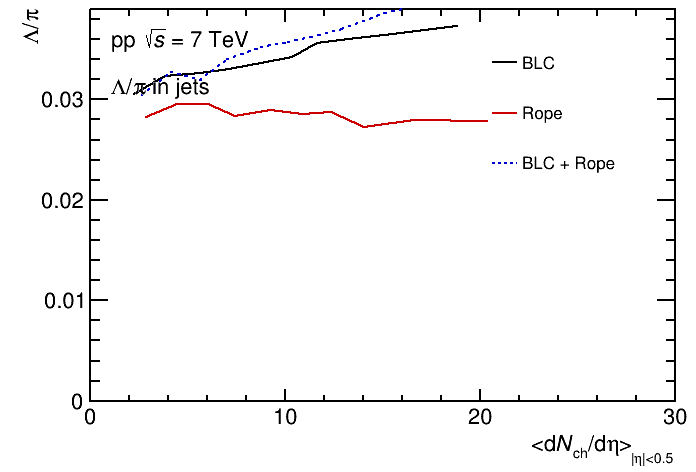 Λ/π
pp √s = 7 TeV
Λ/π in jets
BLC
Rope
BLC + Rope
0.03
0.02
0.01
0
0 10 20 30
<dN_ch/dη>_|η|<0.5